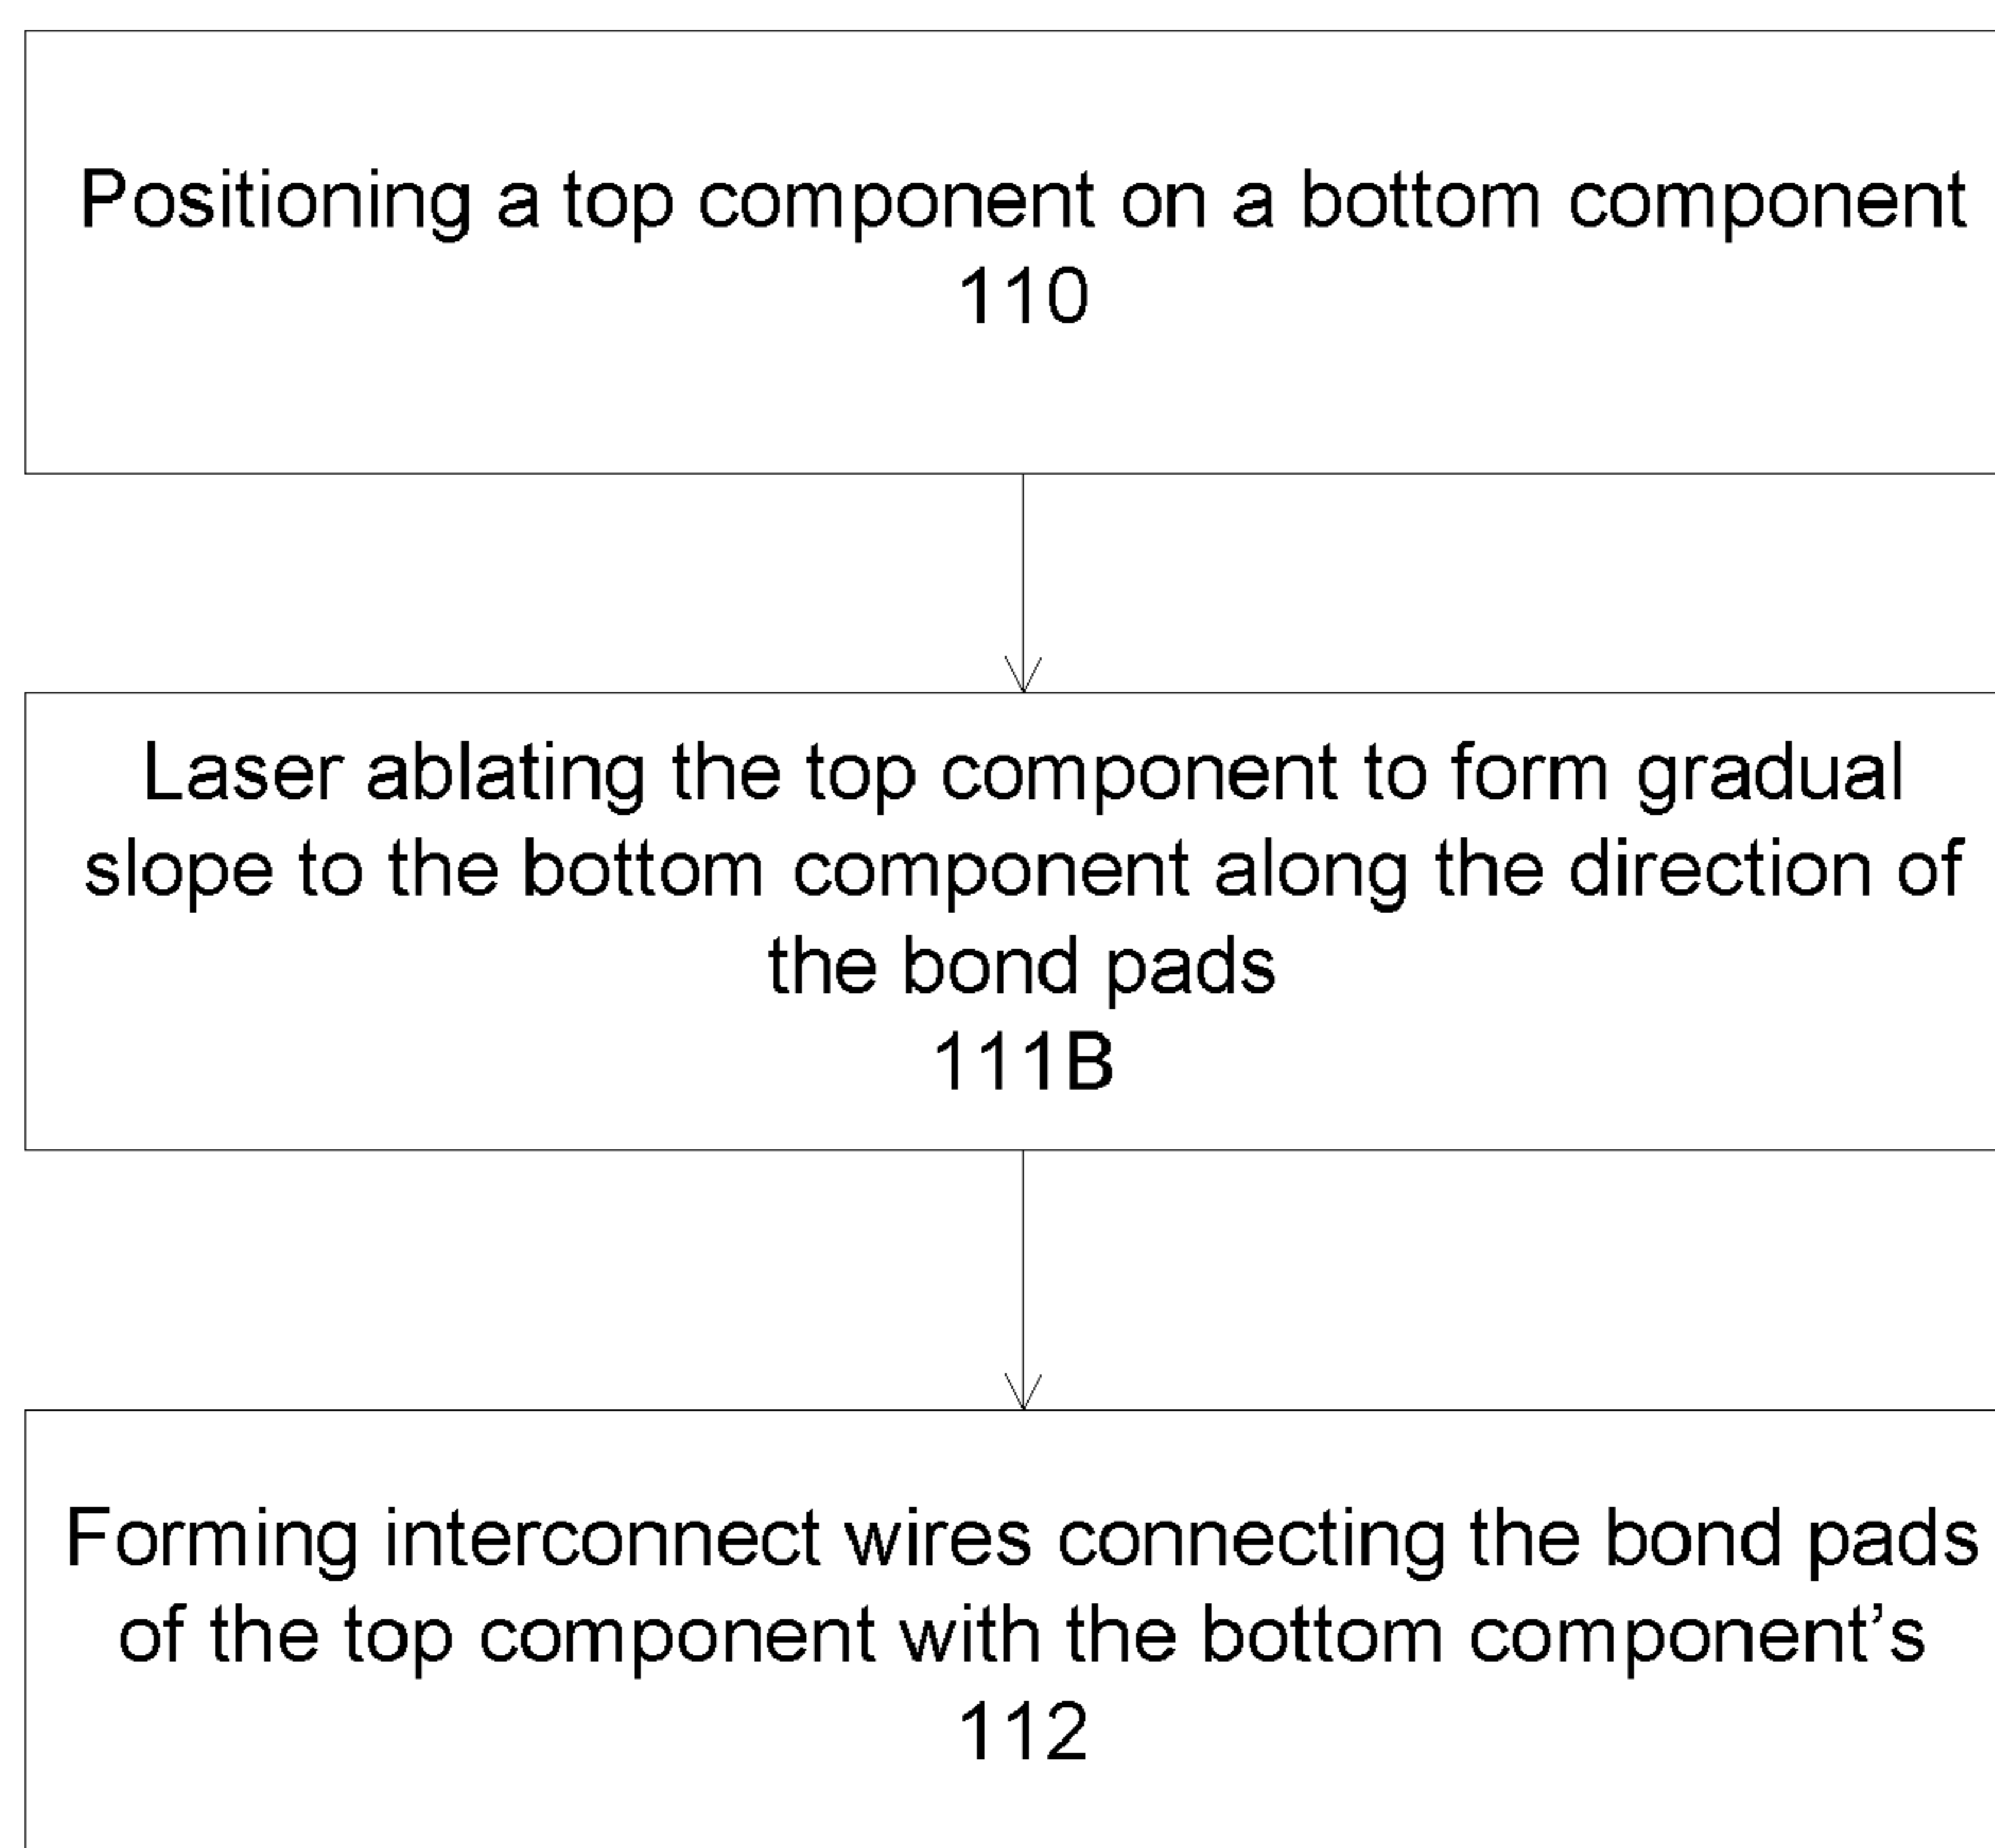 Positioning a top component on a bottom component
110
Laser ablating the top component to form gradual
slope to the bottom component along the direction of
the bond pads
111B
Forming interconnect wires connecting the bond pads
of the top component with the bottom component’s
112